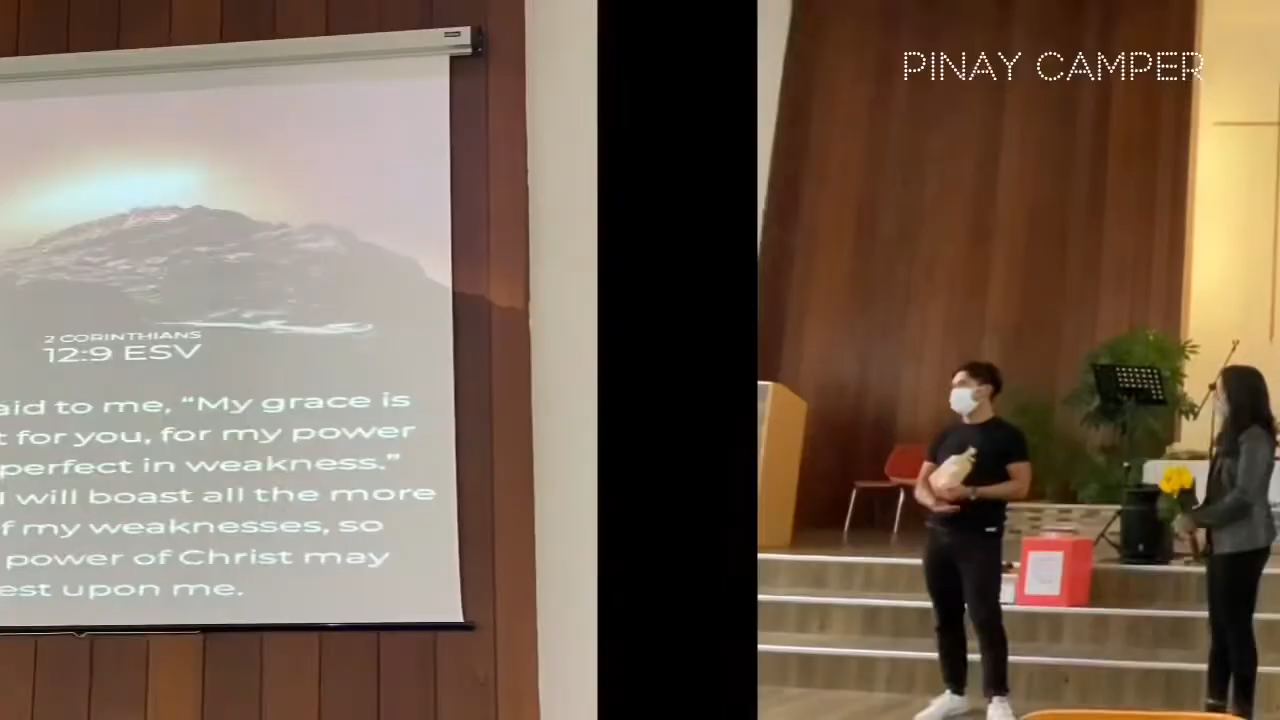 PINAY CAMPER
2 CORINTHIANS
12:9 ESV
aid to me, “My grace is
t for you, for my power
perfect in weakness.”
I will boast all the more
f my weaknesses, so
power of Christ may
est upon me.